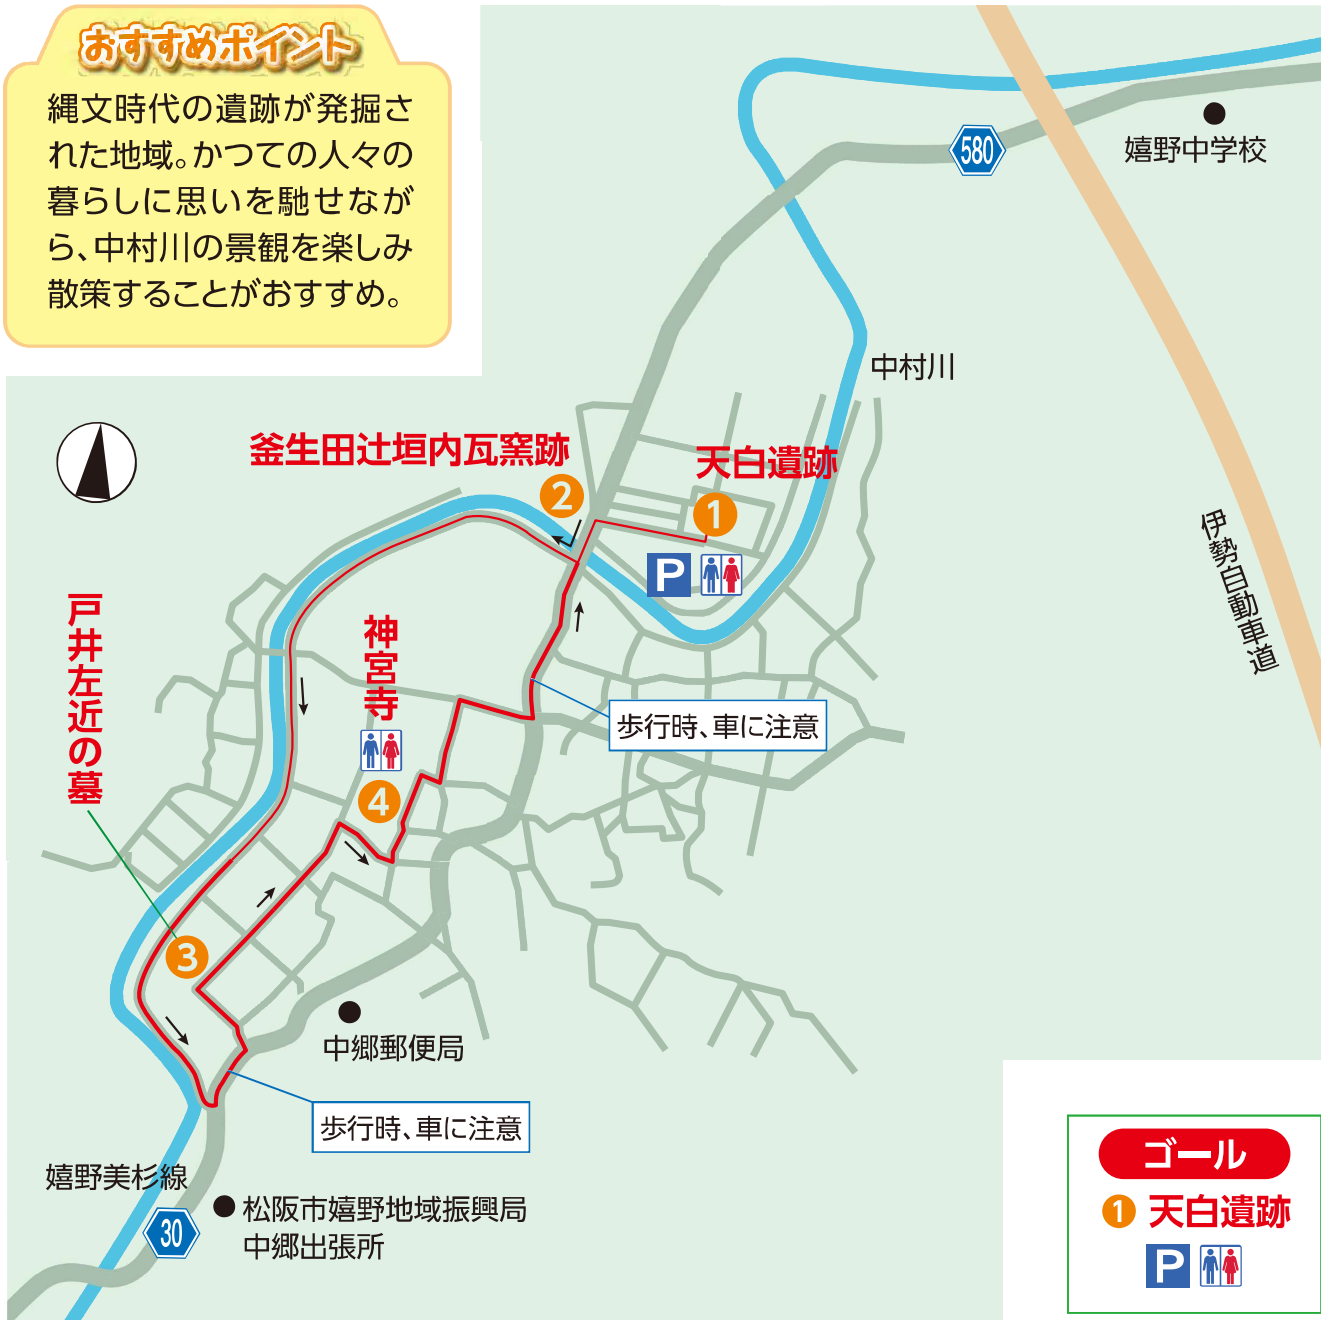 おすすめポイント
縄文時代の遺跡が発掘さ
れた地域。かつての人々の
暮らしに思いを馳せなが
ら、中村川の景観を楽しみ
散策することがおすすめ。
580
嬉野中学校
中村川
釜生田辻垣内瓦窯跡
2
天白遺跡
1
P
伊勢自動車道
戸井左近の墓
神宮寺
4
歩行時、車に注意
3
中郷郵便局
歩行時、車に注意
嬉野美杉線
30
松阪市嬉野地域振興局
中郷出張所
ゴール
1 天白遺跡
P